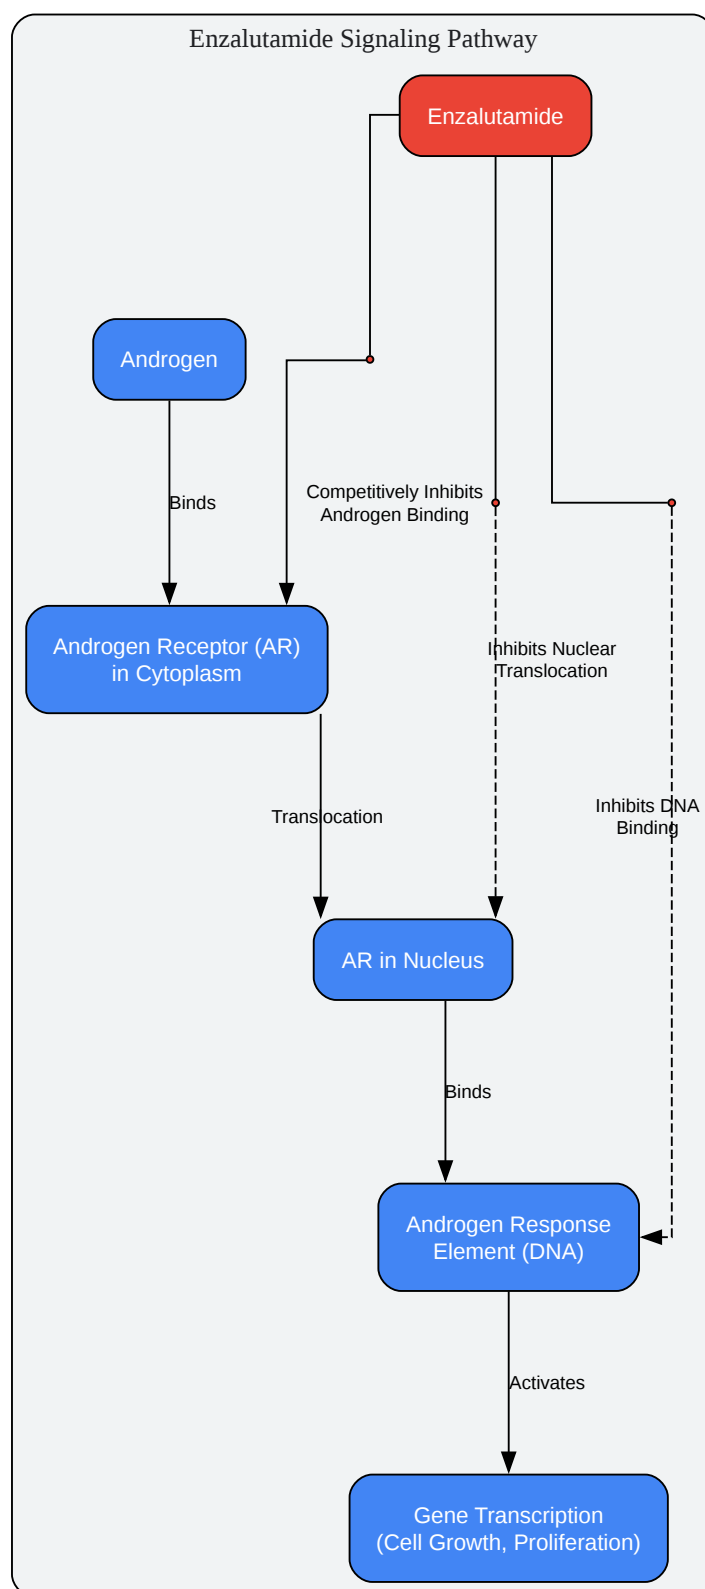 Enzalutamide Signaling Pathway
Enzalutamide
Androgen
Binds
Competitively Inhibits
Androgen Binding
Androgen Receptor (AR)
in Cytoplasm
Inhibits Nuclear
Translocation
Translocation
Inhibits DNA
Binding
AR in Nucleus
Binds
Androgen Response
Element (DNA)
Activates
Gene Transcription
(Cell Growth, Proliferation)